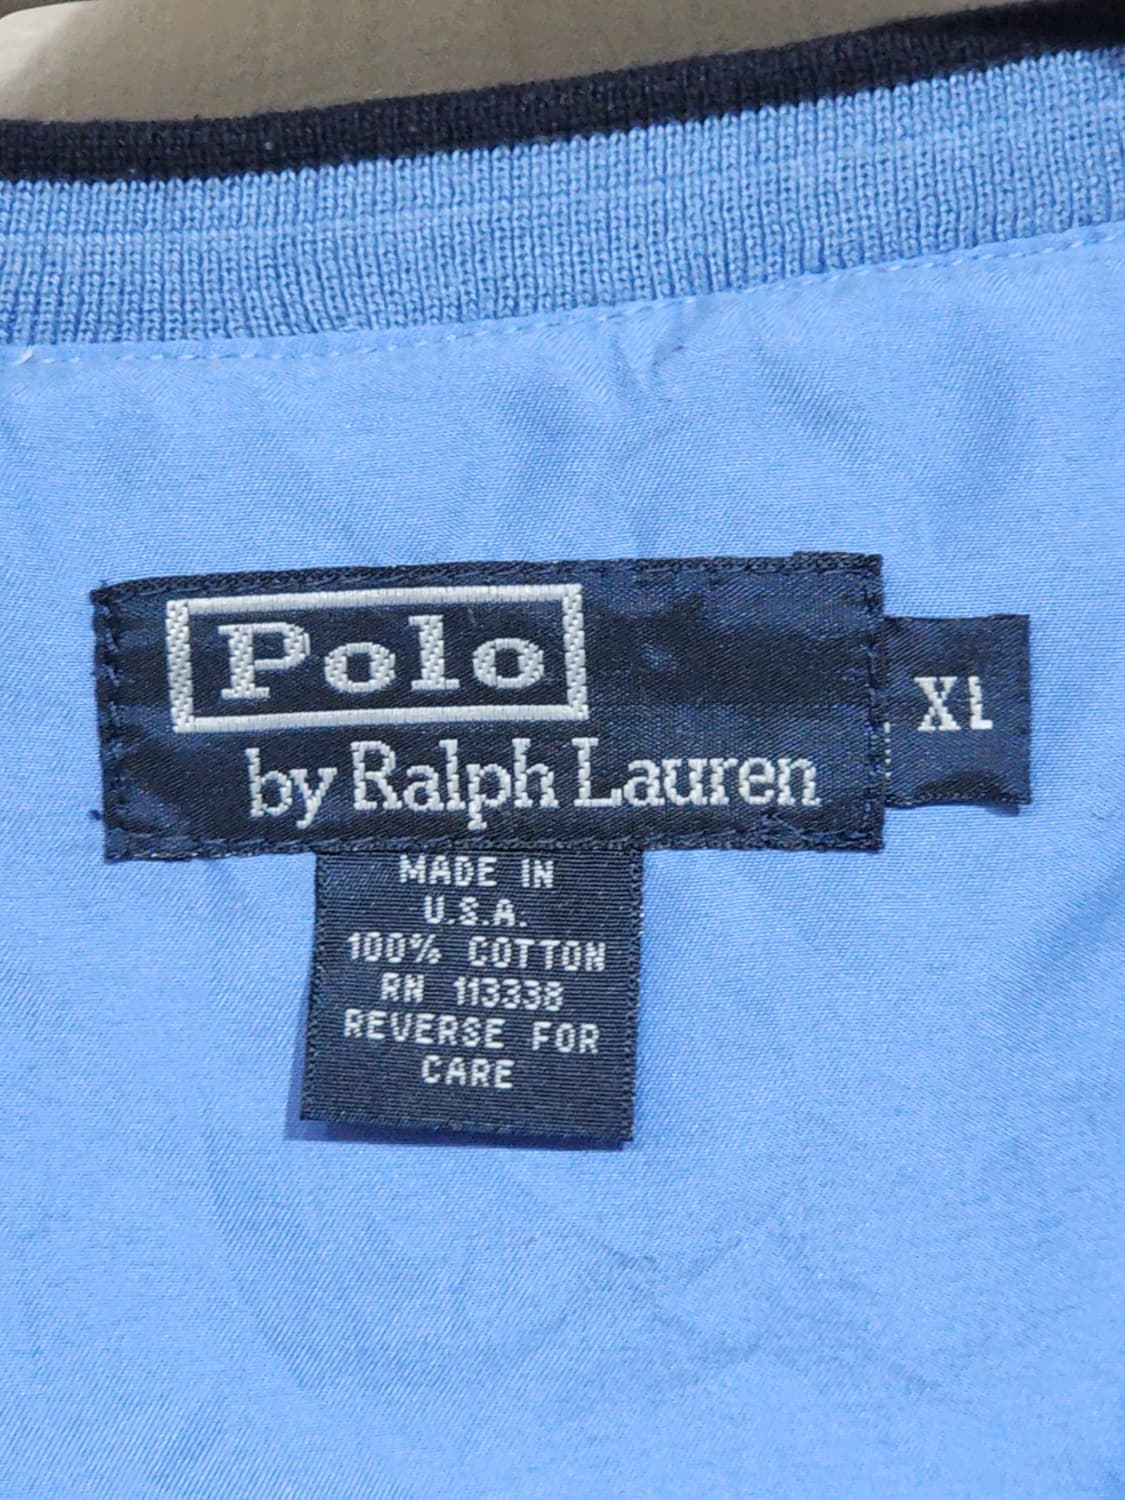 Polo
by Ralph Lauren
XL
MADE IN
U.S.A.
100% COTTON
RN 113338
REVERSE FOR
CARE